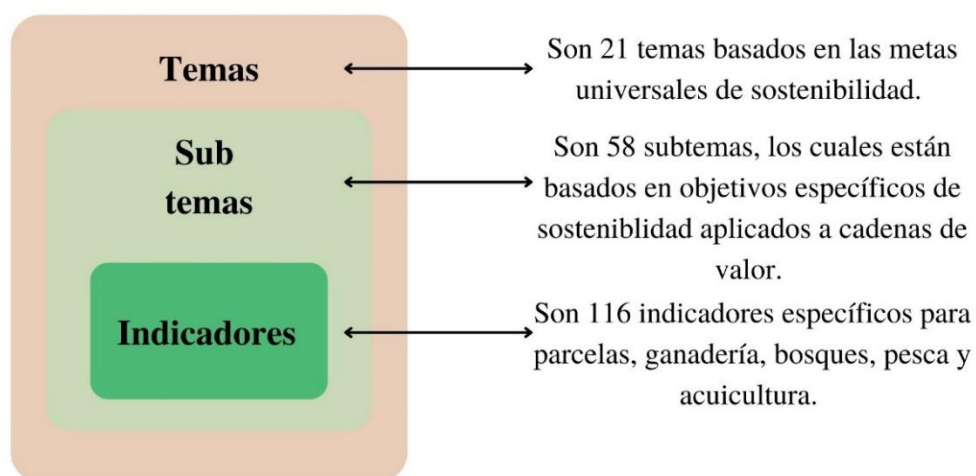 Temas
Son 21 temas basados en las metas
universales de sostenibilidad.
Sub
temas
Son 58 subtemas, los cuales están
basados en objetivos específicos de
sosteniblidad aplicados a cadenas de
valor.
Indicadores
Son 116 indicadores específicos para
parcelas, ganadería, bosques, pesca y
acuicultura.